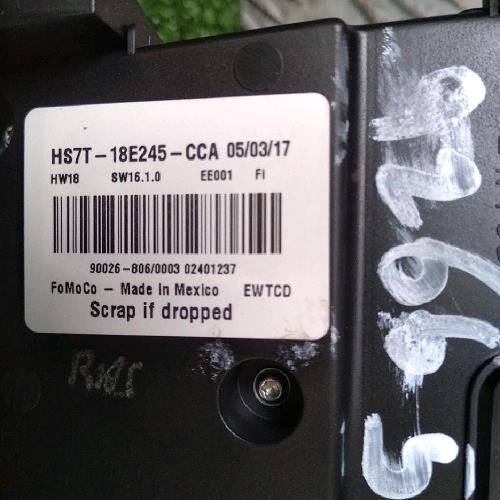 HS7T-18E245-CCA 05/03/17
HW18 SW16.1.0 EE001 FI
90026-806/0003 02401237
FoMoCo - Made in Mexico EWTCD
Scrap if dropped